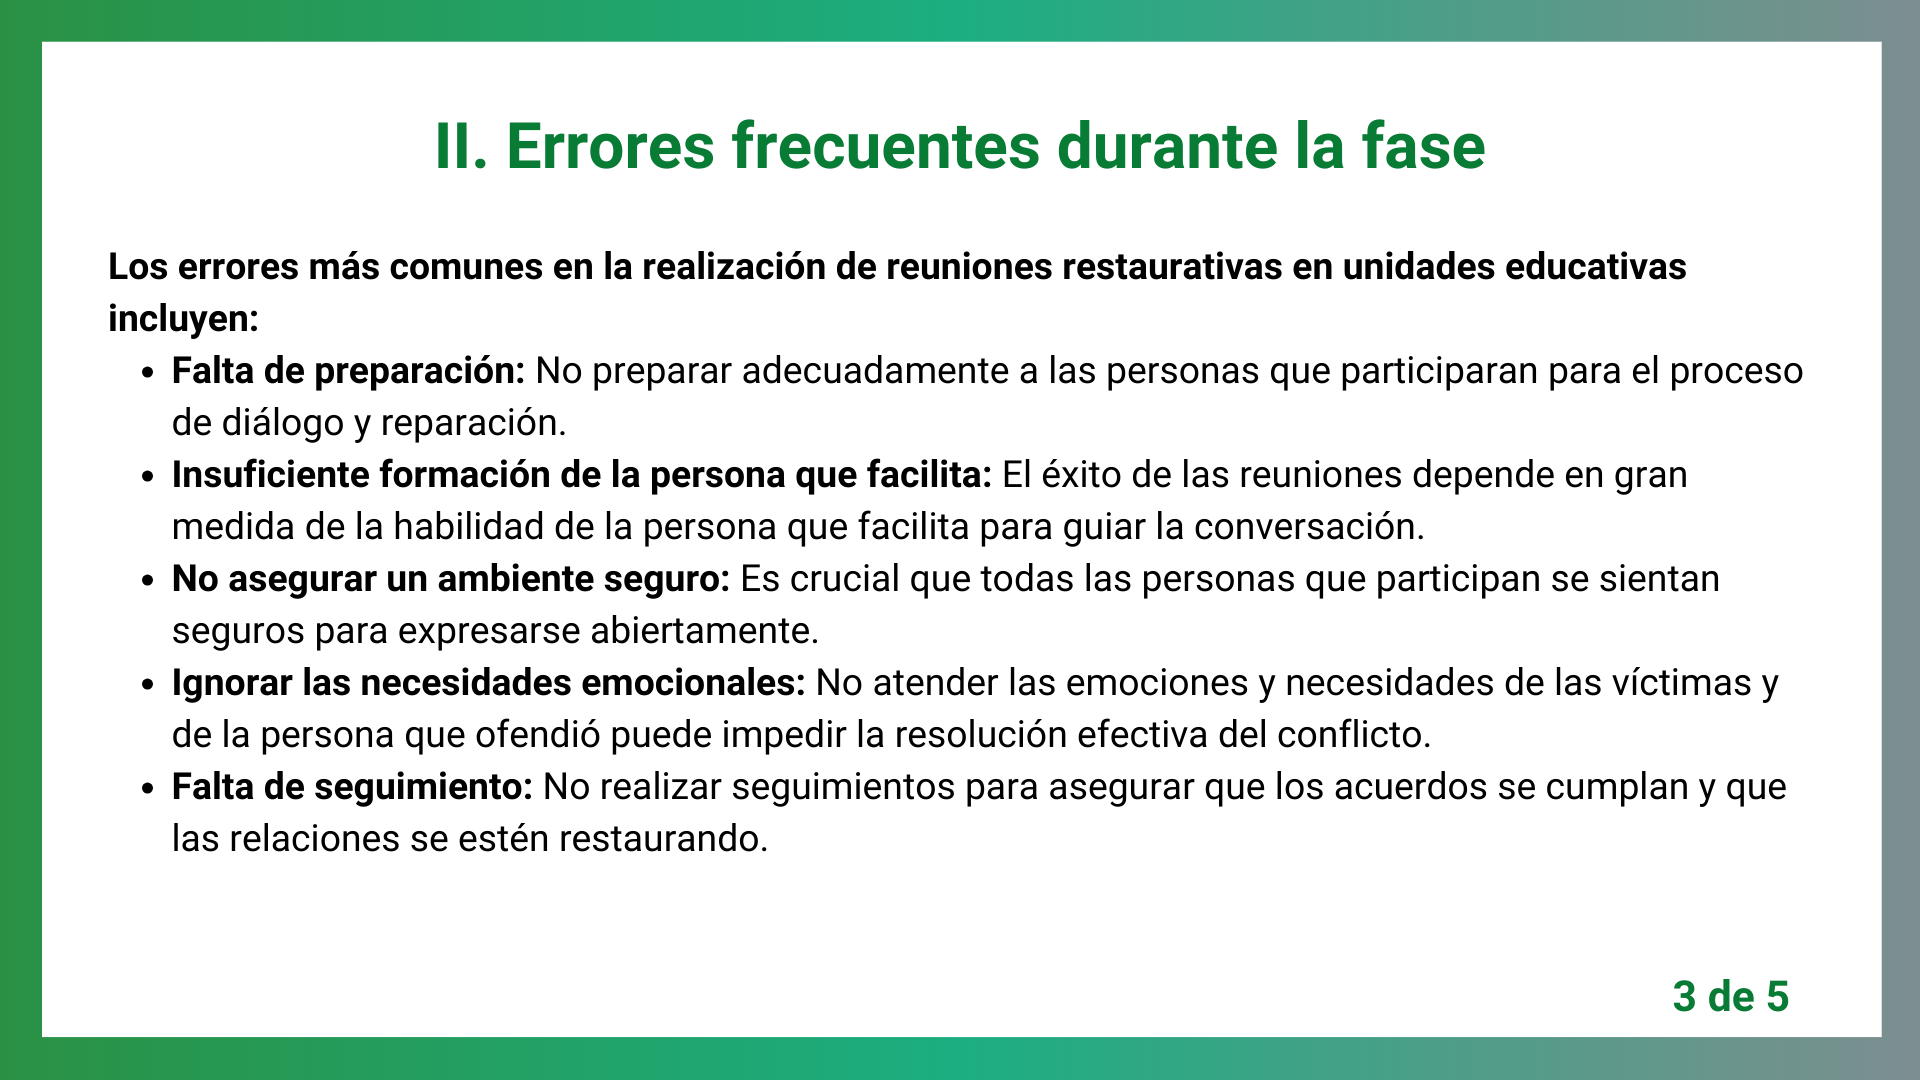 II. Errores frecuentes durante la fase
Los errores más comunes en la realización de reuniones restaurativas en unidades educativas
incluyen:
• Falta de preparación: No preparar adecuadamente a las personas que participaran para el proceso
de diálogo y reparación.
• Insuficiente formación de la persona que facilita: El éxito de las reuniones depende en gran
medida de la habilidad de la persona que facilita para guiar la conversación.
• No asegurar un ambiente seguro: Es crucial que todas las personas que participan se sientan
seguros para expresarse abiertamente.
• Ignorar las necesidades emocionales: No atender las emociones y necesidades de las víctimas y
de la persona que ofendió puede impedir la resolución efectiva del conflicto.
• Falta de seguimiento: No realizar seguimientos para asegurar que los acuerdos se cumplan y que
las relaciones se estén restaurando.
3 de 5